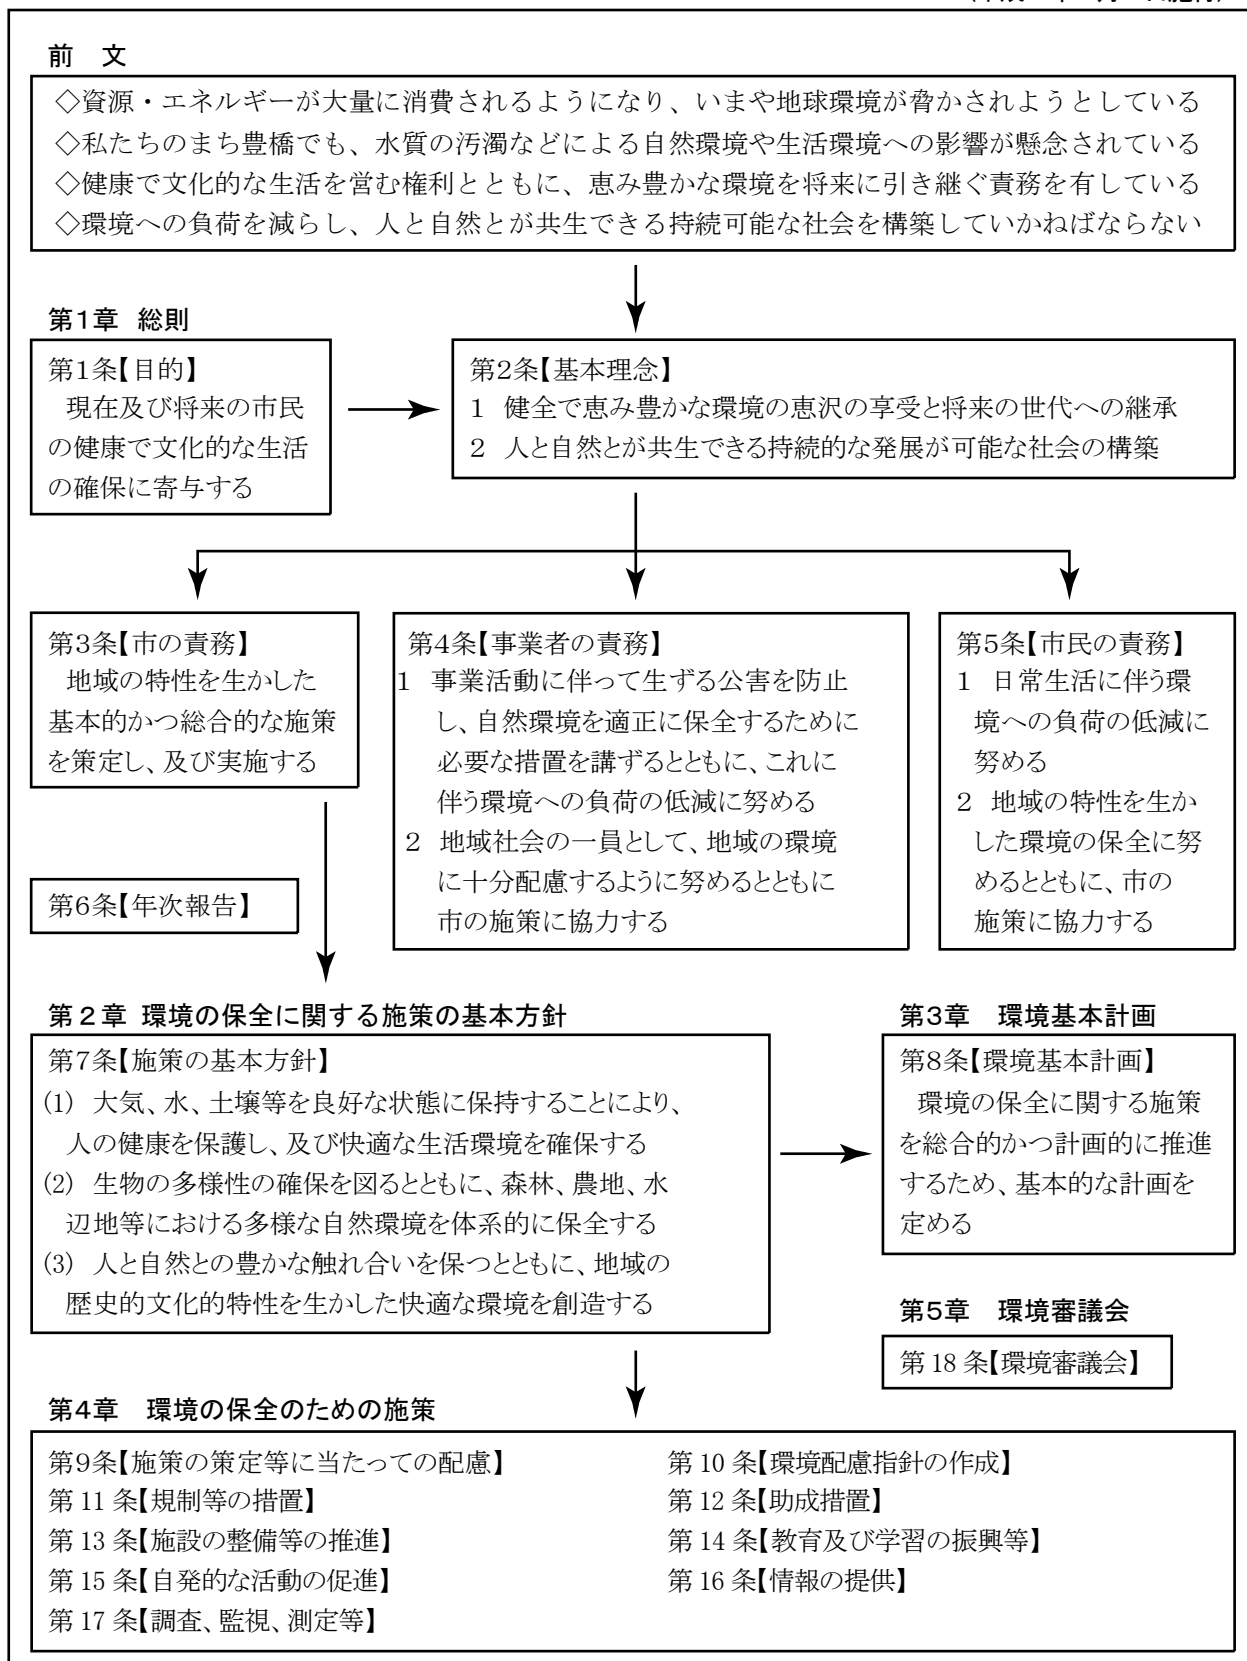 前　文
◇資源・エネルギーが大量に消費されるようになり、いまや地球環境が脅かされようとしている
◇私たちのまち豊橋でも、水質の汚濁などによる自然環境や生活環境への影響が懸念されている
◇健康で文化的な生活を営む権利とともに、恵み豊かな環境を将来に引き継ぐ責務を有している
◇環境への負荷を減らし、人と自然とが共生できる持続可能な社会を構築していかねばならない
第1章 総則
第1条【目的】
現在及び将来の市民
の健康で文化的な生活
の確保に寄与する
第2条【基本理念】
1 健全で恵み豊かな環境の恵沢の享受と将来の世代への継承
2 人と自然とが共生できる持続的な発展が可能な社会の構築
第3条【市の責務】
地域の特性を生かした
基本的かつ総合的な施策
を策定し、及び実施する
第4条【事業者の責務】
1 事業活動に伴って生ずる公害を防止
し、自然環境を適正に保全するために
必要な措置を講ずるとともに、これに
伴う環境への負荷の低減に努める
2 地域社会の一員として、地域の環境
に十分配慮するように努めるとともに
市の施策に協力する
第5条【市民の責務】
1 日常生活に伴う環
境への負荷の低減に
努める
2 地域の特性を生か
した環境の保全に努
めるとともに、市の
施策に協力する
第6条【年次報告】
第2章 環境の保全に関する施策の基本方針
第7条【施策の基本方針】
(1) 大気、水、土壌等を良好な状態に保持することにより、
人の健康を保護し、及び快適な生活環境を確保する
(2) 生物の多様性の確保を図るとともに、森林、農地、水
辺地等における多様な自然環境を体系的に保全する
(3) 人と自然との豊かな触れ合いを保つとともに、地域の
歴史的文化的特性を生かした快適な環境を創造する
第3章　環境基本計画
第8条【環境基本計画】
環境の保全に関する施策
を総合的かつ計画的に推進
するため、基本的な計画を
定める
第5章　環境審議会
第 18 条【環境審議会】
第4章　環境の保全のための施策
第9条【施策の策定等に当たっての配慮】
第 10 条【環境配慮指針の作成】
第 11 条【規制等の措置】
第 12 条【助成措置】
第 13 条【施設の整備等の推進】
第 14 条【教育及び学習の振興等】
第 15 条【自発的な活動の促進】
第 16 条【情報の提供】
第 17 条【調査、監視、測定等】